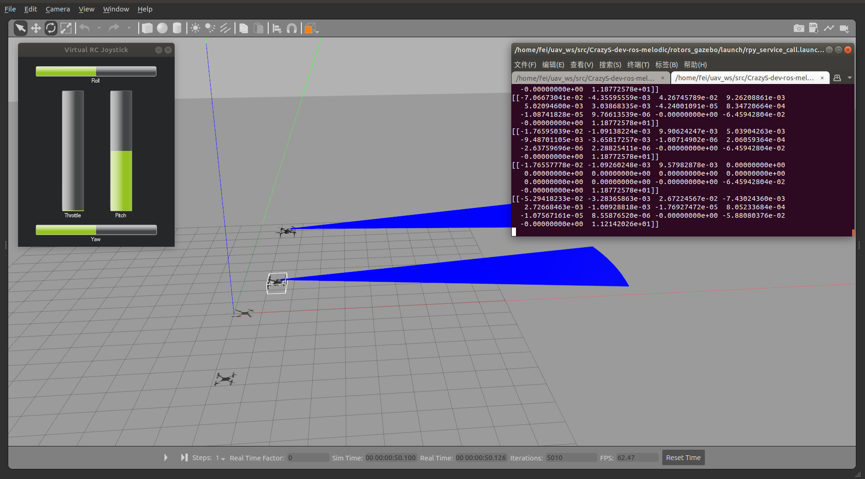 File Edit Camera View Window Help
Virtual RC Joystick
Roll
Throttle
Pitch
Yaw
/home/fei/uav_ws/src/CrazyS-dev-ros-melodic/rotors_gazebo/launch/rpy_service_call.launc...
文件(F) 编辑(E) 查看(V) 搜索(S) 终端(T) 标签(B) 帮助(H)
/home/fei/uav_ws/src/CrazyS-dev-ros-mel... × /home/fei/uav_ws/src/CrazyS-dev-ros-mel... ×
-0.00000000e+00 1.18772578e+01]]
[[-7.06673041e-02 -4.35595559e-03 4.26745789e-02 9.26208861e-03
5.02094600e-03 3.03868335e-03 -4.24001091e-05 8.34720664e-04
-1.08741828e-05 9.76613539e-06 -0.00000000e+00 -6.45942804e-02
-0.00000000e+00 1.18772578e+01]]
[[-1.76595039e-02 -1.09138224e-03 9.90624247e-03 5.03904263e-03
-9.48701105e-03 -3.65817257e-03 -1.00714902e-06 2.06059364e-04
-2.63759696e-06 2.28825411e-06 -0.00000000e+00 -6.45942804e-02
-0.00000000e+00 1.18772578e+01]]
[[-1.76557778e-02 -1.09260248e-03 9.57982878e-03 0.00000000e+00
0.00000000e+00 0.00000000e+00 0.00000000e+00 0.00000000e+00
0.00000000e+00 0.00000000e+00 -0.00000000e+00 -6.45942804e-02
-0.00000000e+00 1.18772578e+01]]
[[-5.29418233e-02 -3.28365863e-03 2.67224567e-02 -7.43024360e-03
2.72668463e-03 -1.00928818e-03 -1.76927472e-05 8.05233684e-04
-1.07567161e-05 8.55876520e-06 -0.00000000e+00 -5.88080376e-02
-0.00000000e+00 1.12142026e+01]]
Steps: 1 Real Time Factor: 0 Sim Time: 00 00:00:50.100 Real Time: 00 00:00:50.126 Iterations: 5010 FPS: 62.47 Reset Time